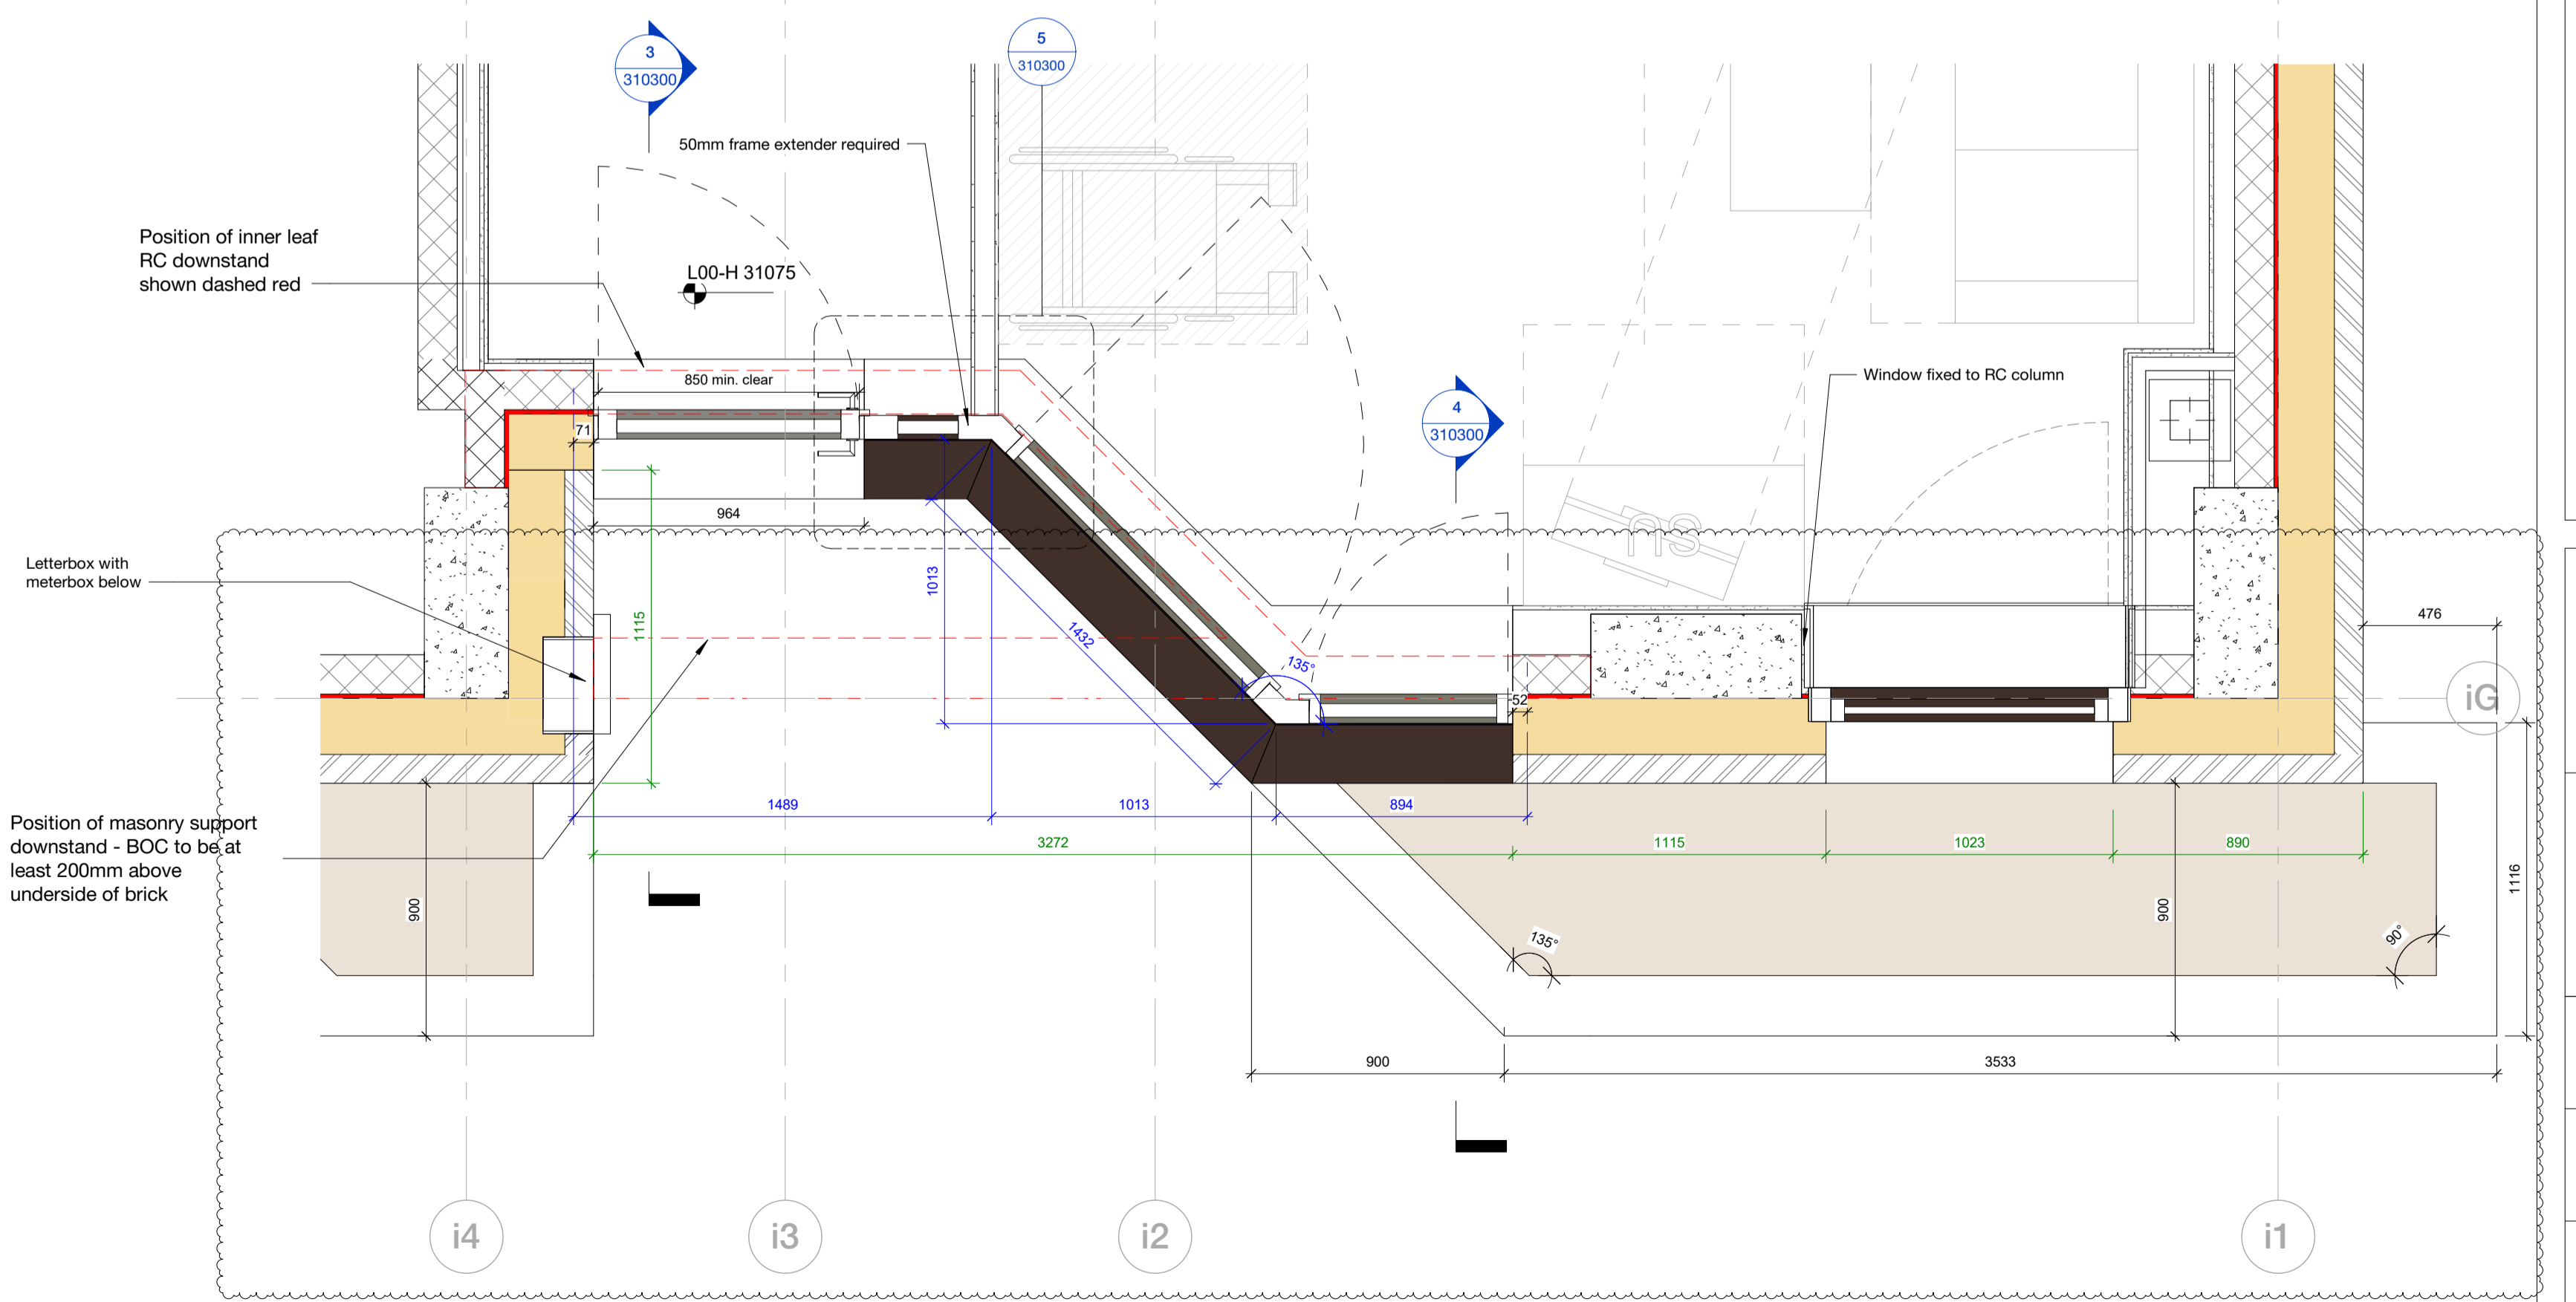 3
310300
5
310300
50mm frame extender required
Position of inner leaf
RC downstand
shown dashed red
L00-H 31075
850 min. clear
Window fixed to RC column
4
310300
71
964
SU
Letterbox with
meterbox below
1013
1115
1432
135°
52
476
iG
Position of masonry support
downstand - BOC to be at
least 200mm above
underside of brick
1489
1013
894
3272
1115
1023
890
900
900
1116
135°
90°
900
3533
i4
i3
i2
i1